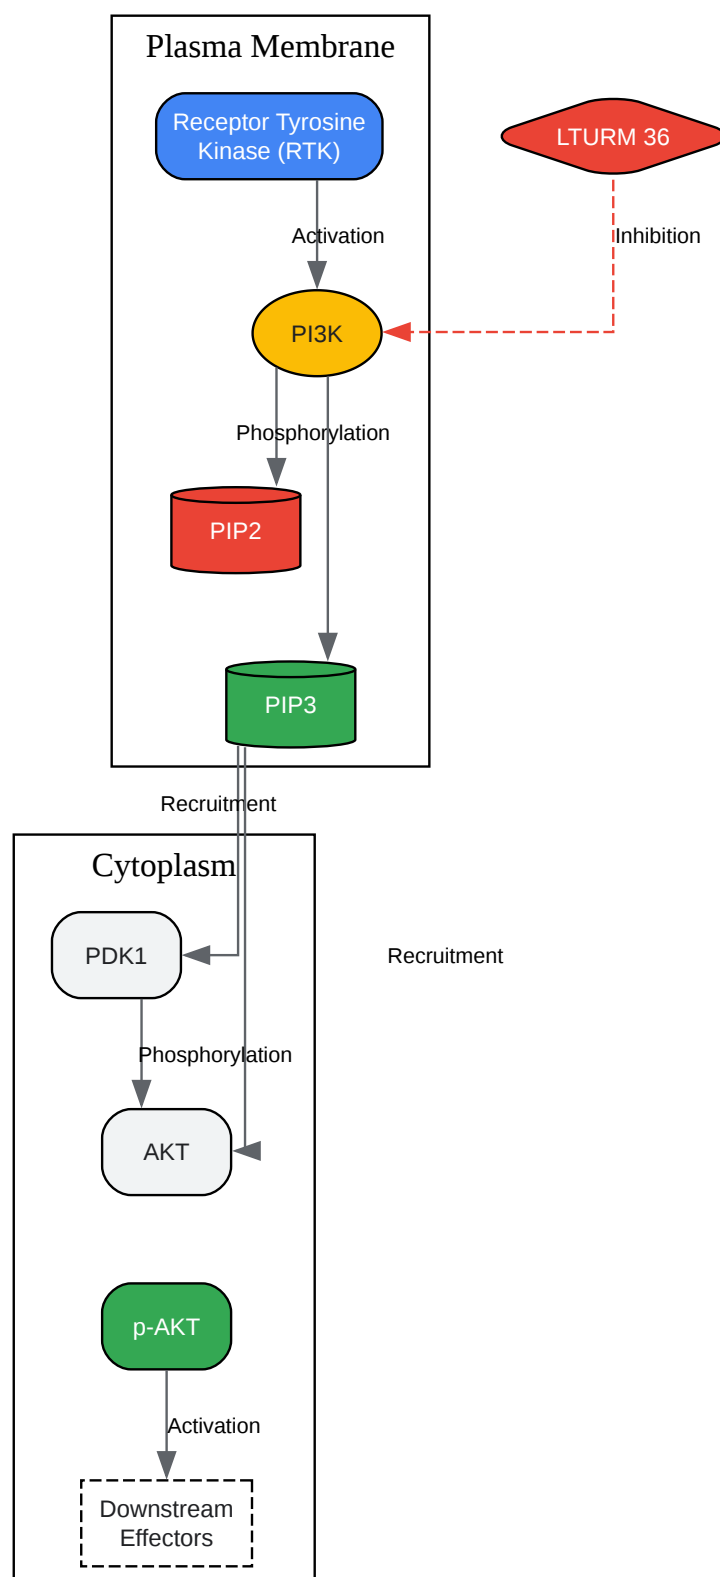 Plasma Membrane
Receptor Tyrosine
Kinase (RTK)
LTURM 36
Activation
Inhibition
PI3K
Phosphorylation
PIP2
PIP3
Recruitment
Cytoplasm
PDK1
Recruitment
Phosphorylation
AKT
p-AKT
Activation
Downstream
Effectors